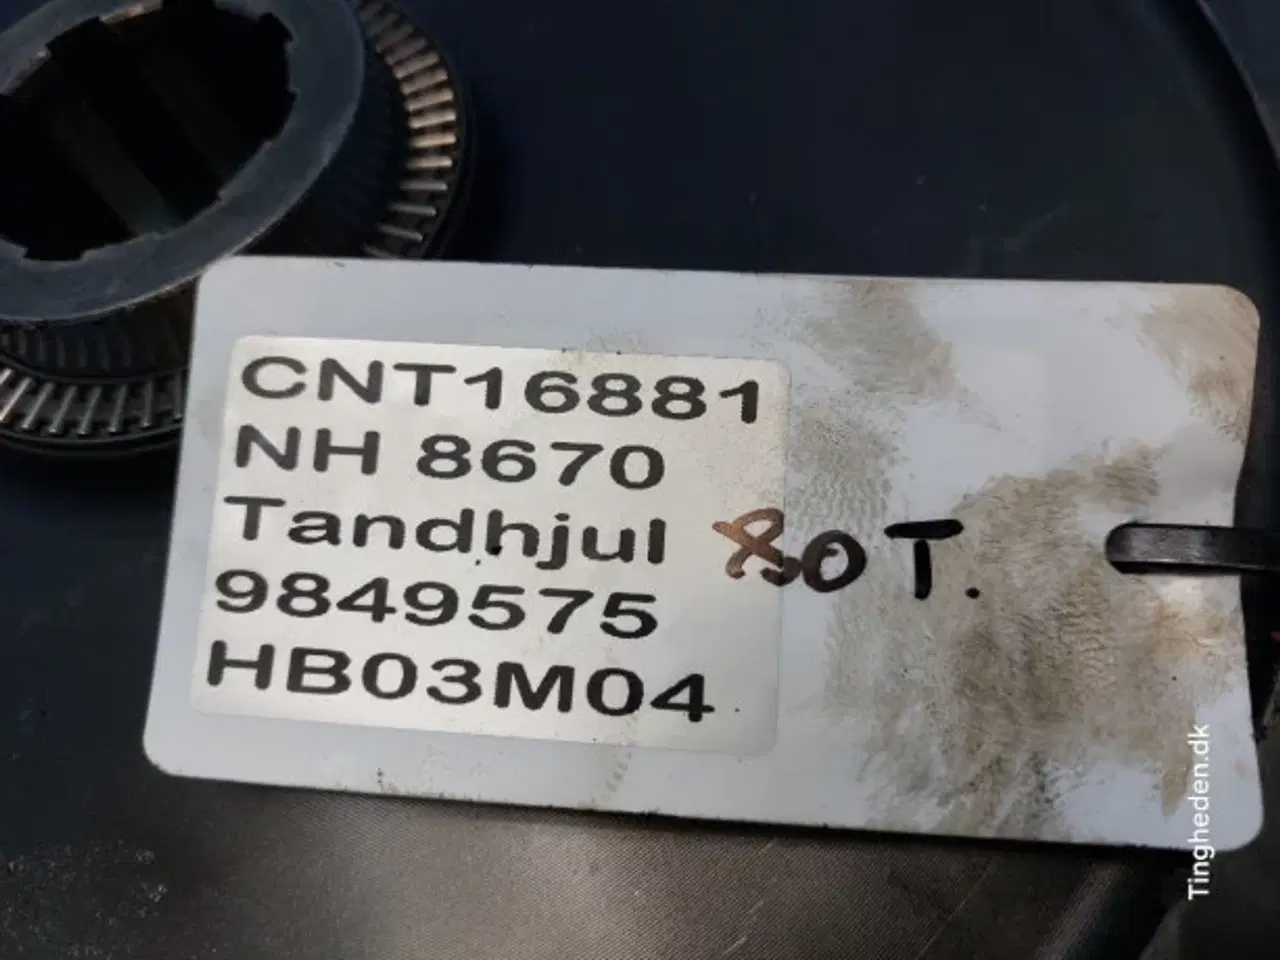 CNT16881
NH 8670
Tandhjul 80T.
9849575
HB03M04
Tingheden.dk